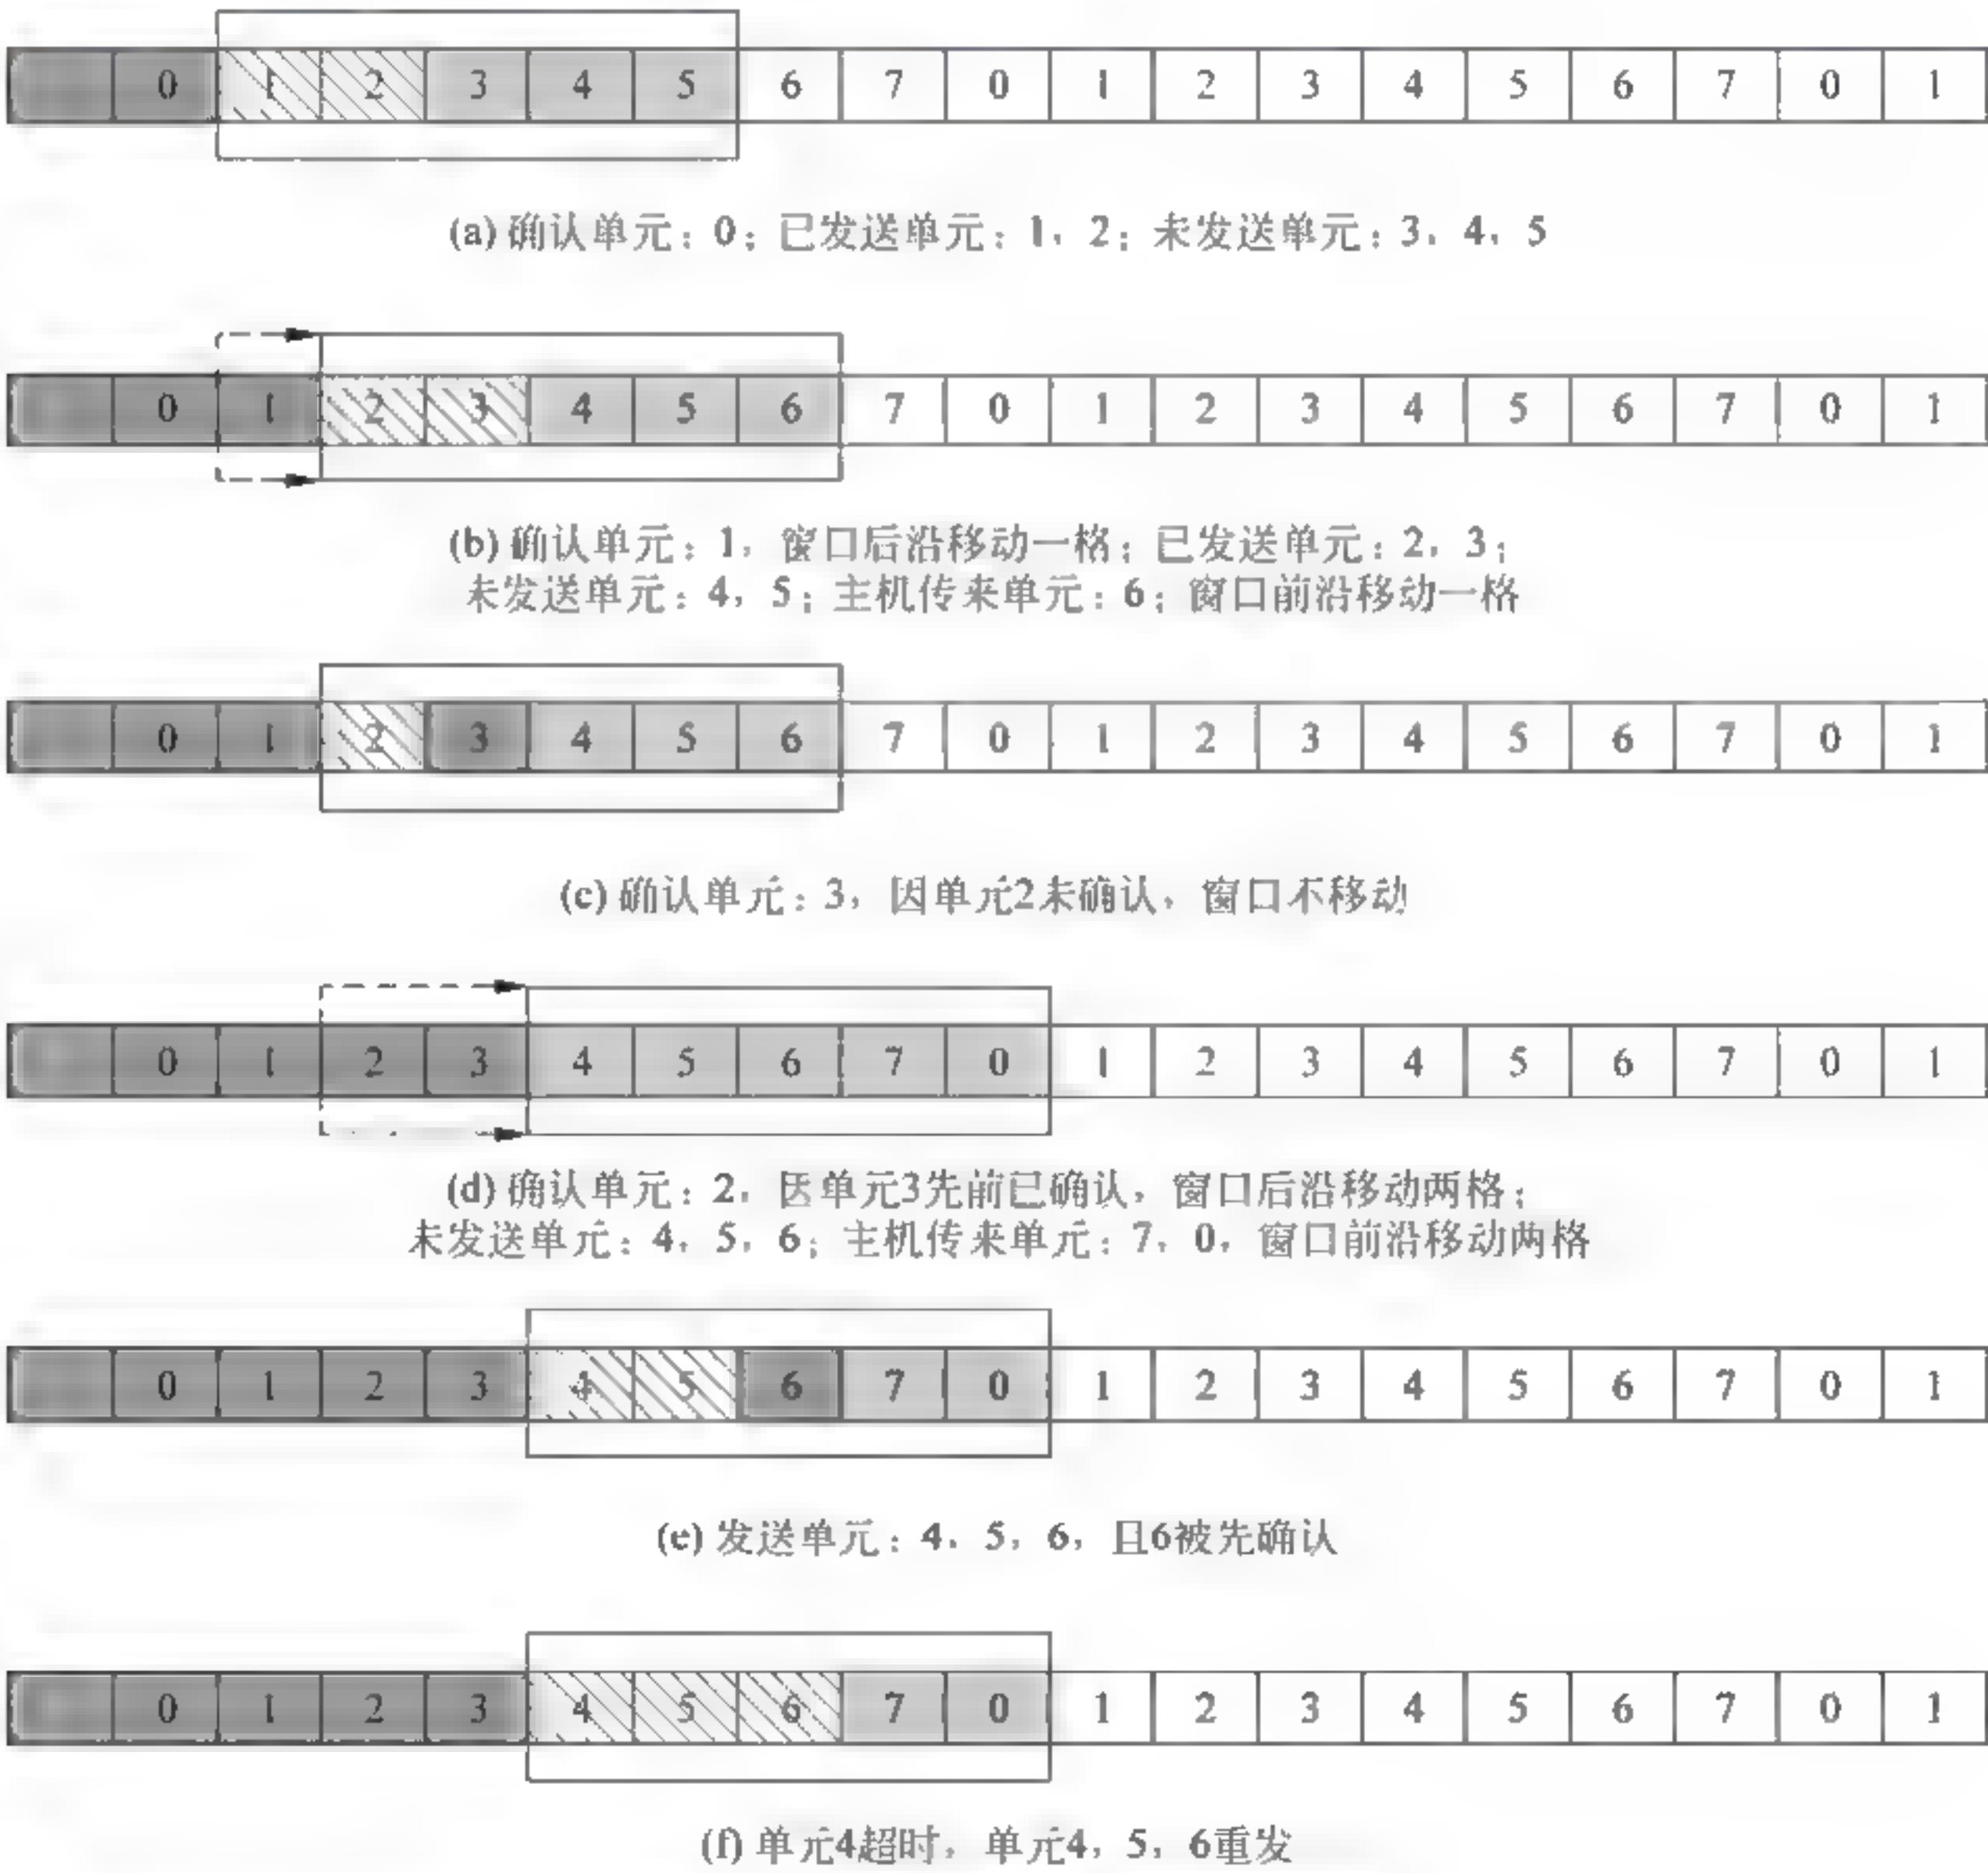 0 1 2 3 4 5 6 7 0 1 2 3 4 5 6 7 0 1
(a) 确认单元：0；已发送单元：1，2；未发送单元：3，4，5
0 1 2 3 4 5 6 7 0 1 2 3 4 5 6 7 0 1
(b) 确认单元：1，窗口后沿移动一格；已发送单元：2，3；
未发送单元：4，5；主机传来单元：6；窗口前沿移动一格
0 1 2 3 4 5 6 7 0 1 2 3 4 5 6 7 0 1
(c) 确认单元：3，因单元2未确认，窗口不移动
0 1 2 3 4 5 6 7 0 1 2 3 4 5 6 7 0 1
(d) 确认单元：2，因单元3先前已确认，窗口后沿移动两格；
未发送单元：4，5，6；主机传来单元：7，0，窗口前沿移动两格
0 1 2 3 4 5 6 7 0 1 2 3 4 5 6 7 0 1
(e) 发送单元：4，5，6，且6被先确认
0 1 2 3 4 5 6 7 0 1 2 3 4 5 6 7 0 1
(f) 单元4超时，单元4，5，6重发